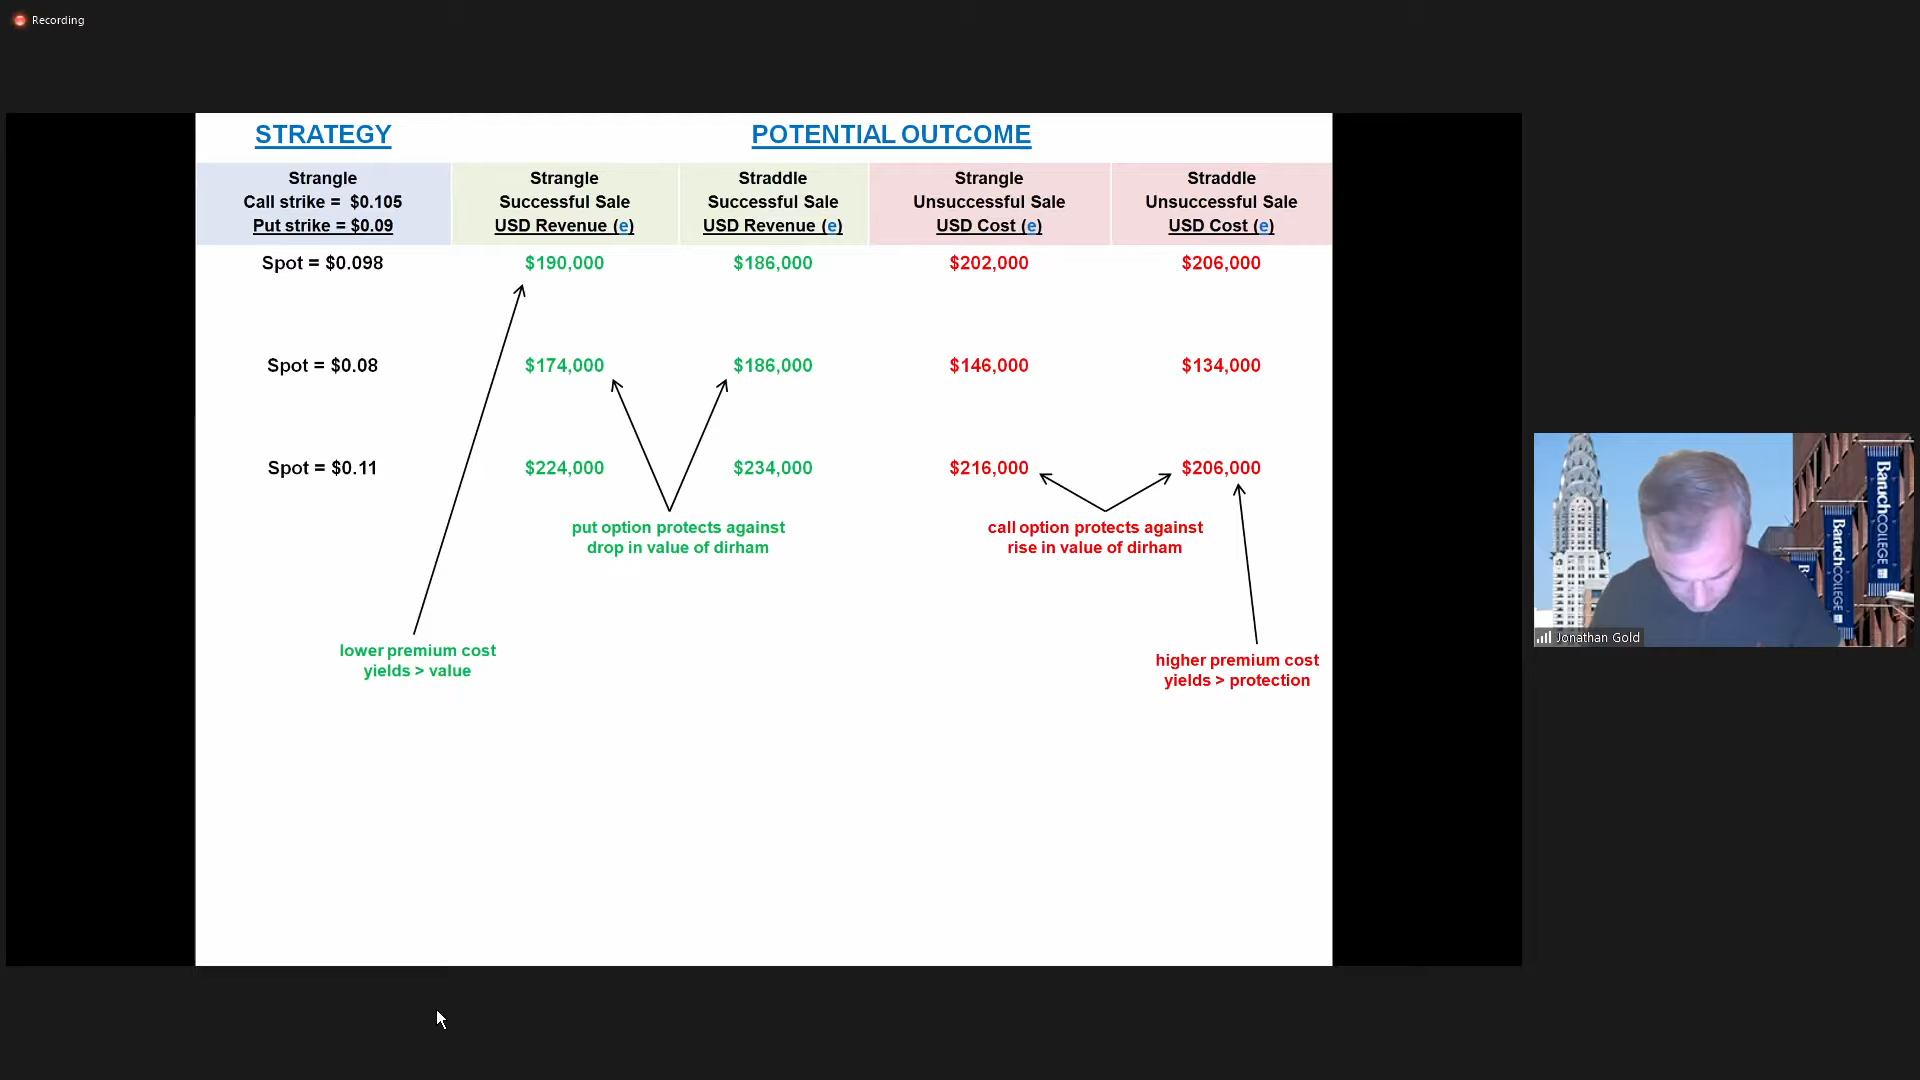 Recording
STRATEGY
POTENTIAL OUTCOME
Strangle
Call strike = $0.105
Put strike = $0.09
Strangle
Successful Sale
USD Revenue (e)
Straddle
Successful Sale
USD Revenue (e)
Strangle
Unsuccessful Sale
USD Cost (e)
Straddle
Unsuccessful Sale
USD Cost (e)
Spot = $0.098
$190,000
$186,000
$202,000
$206,000
Spot = $0.08
$174,000
$186,000
$146,000
$134,000
Spot = $0.11
$224,000
$234,000
$216,000
$206,000
put option protects against
drop in value of dirham
call option protects against
rise in value of dirham
lower premium cost
yields > value
higher premium cost
yields > protection
Baruch COLLEGE
Baruch COLLEGE
Jonathan Gold